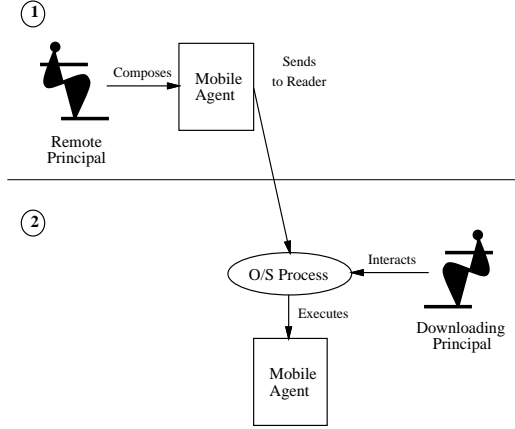 1
Composes
Mobile
Agent
Sends
to Reader
Remote
Principal
2
O/S Process
Interacts
Executes
Downloading
Principal
Mobile
Agent